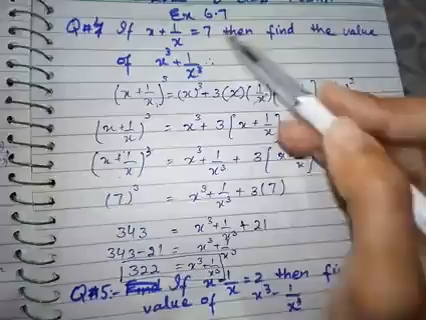 Ex 6.7
Q#4 If x + 1/x = 7 then find the value
of x³ + 1/x³ :
(x + 1/x)³ = (x)³ + 3(x)(1/x)
(x + 1/x)³ = x³ + 3[x + 1/x]
(x + 1/x)³ = x³ + 1/x³ + 3[
(7)³ = x³ + 1/x³ + 3(7)
343 = x³ + 1/x³ + 21
343 - 21 = x³ + 1/x³
322 = x³ + 1/x³
Q#5:- If x - 1/x = 2 then
value of x³ - 1/x³